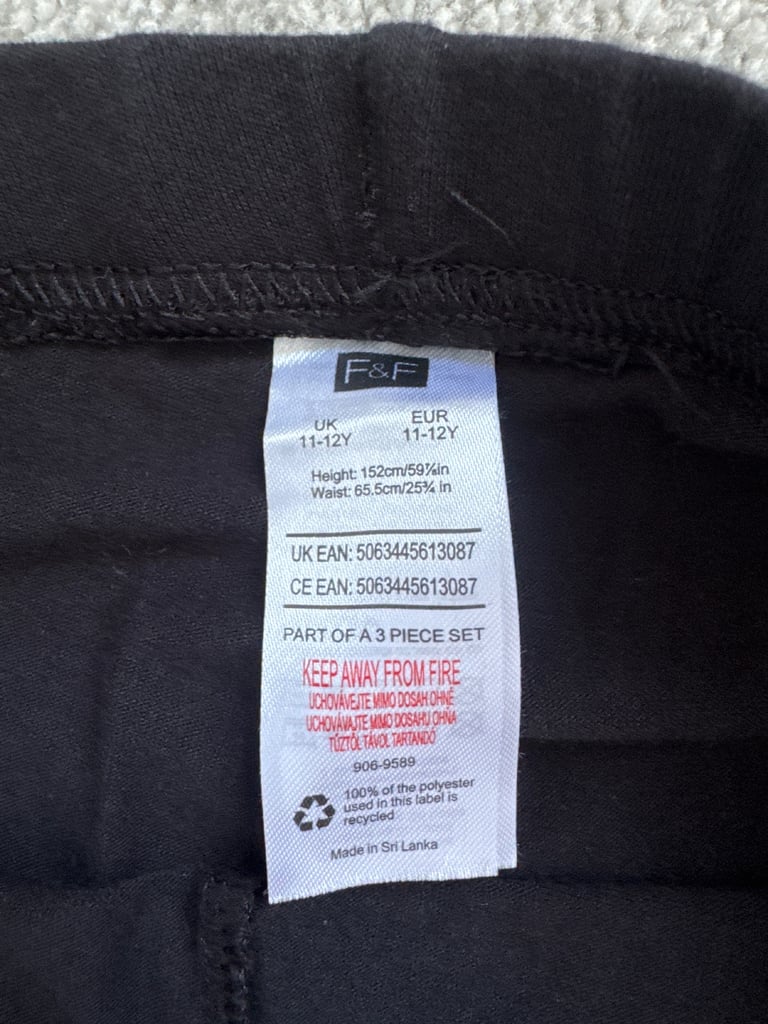 F&F
UK EUR
11-12Y 11-12Y
Height: 152cm/59⅞in
Waist: 65.5cm/25¾ in
UK EAN: 5063445613087
CE EAN: 5063445613087
PART OF A 3 PIECE SET
KEEP AWAY FROM FIRE
UCHOVÁVEJTE MIMO DOSAH OHNĚ
UCHOVÁVAJTE MIMO DOSAHU OHŇA
TŰZTŐL TÁVOL TARTANDÓ
906-9589
100% of the polyester
used in this label is
recycled
Made in Sri Lanka